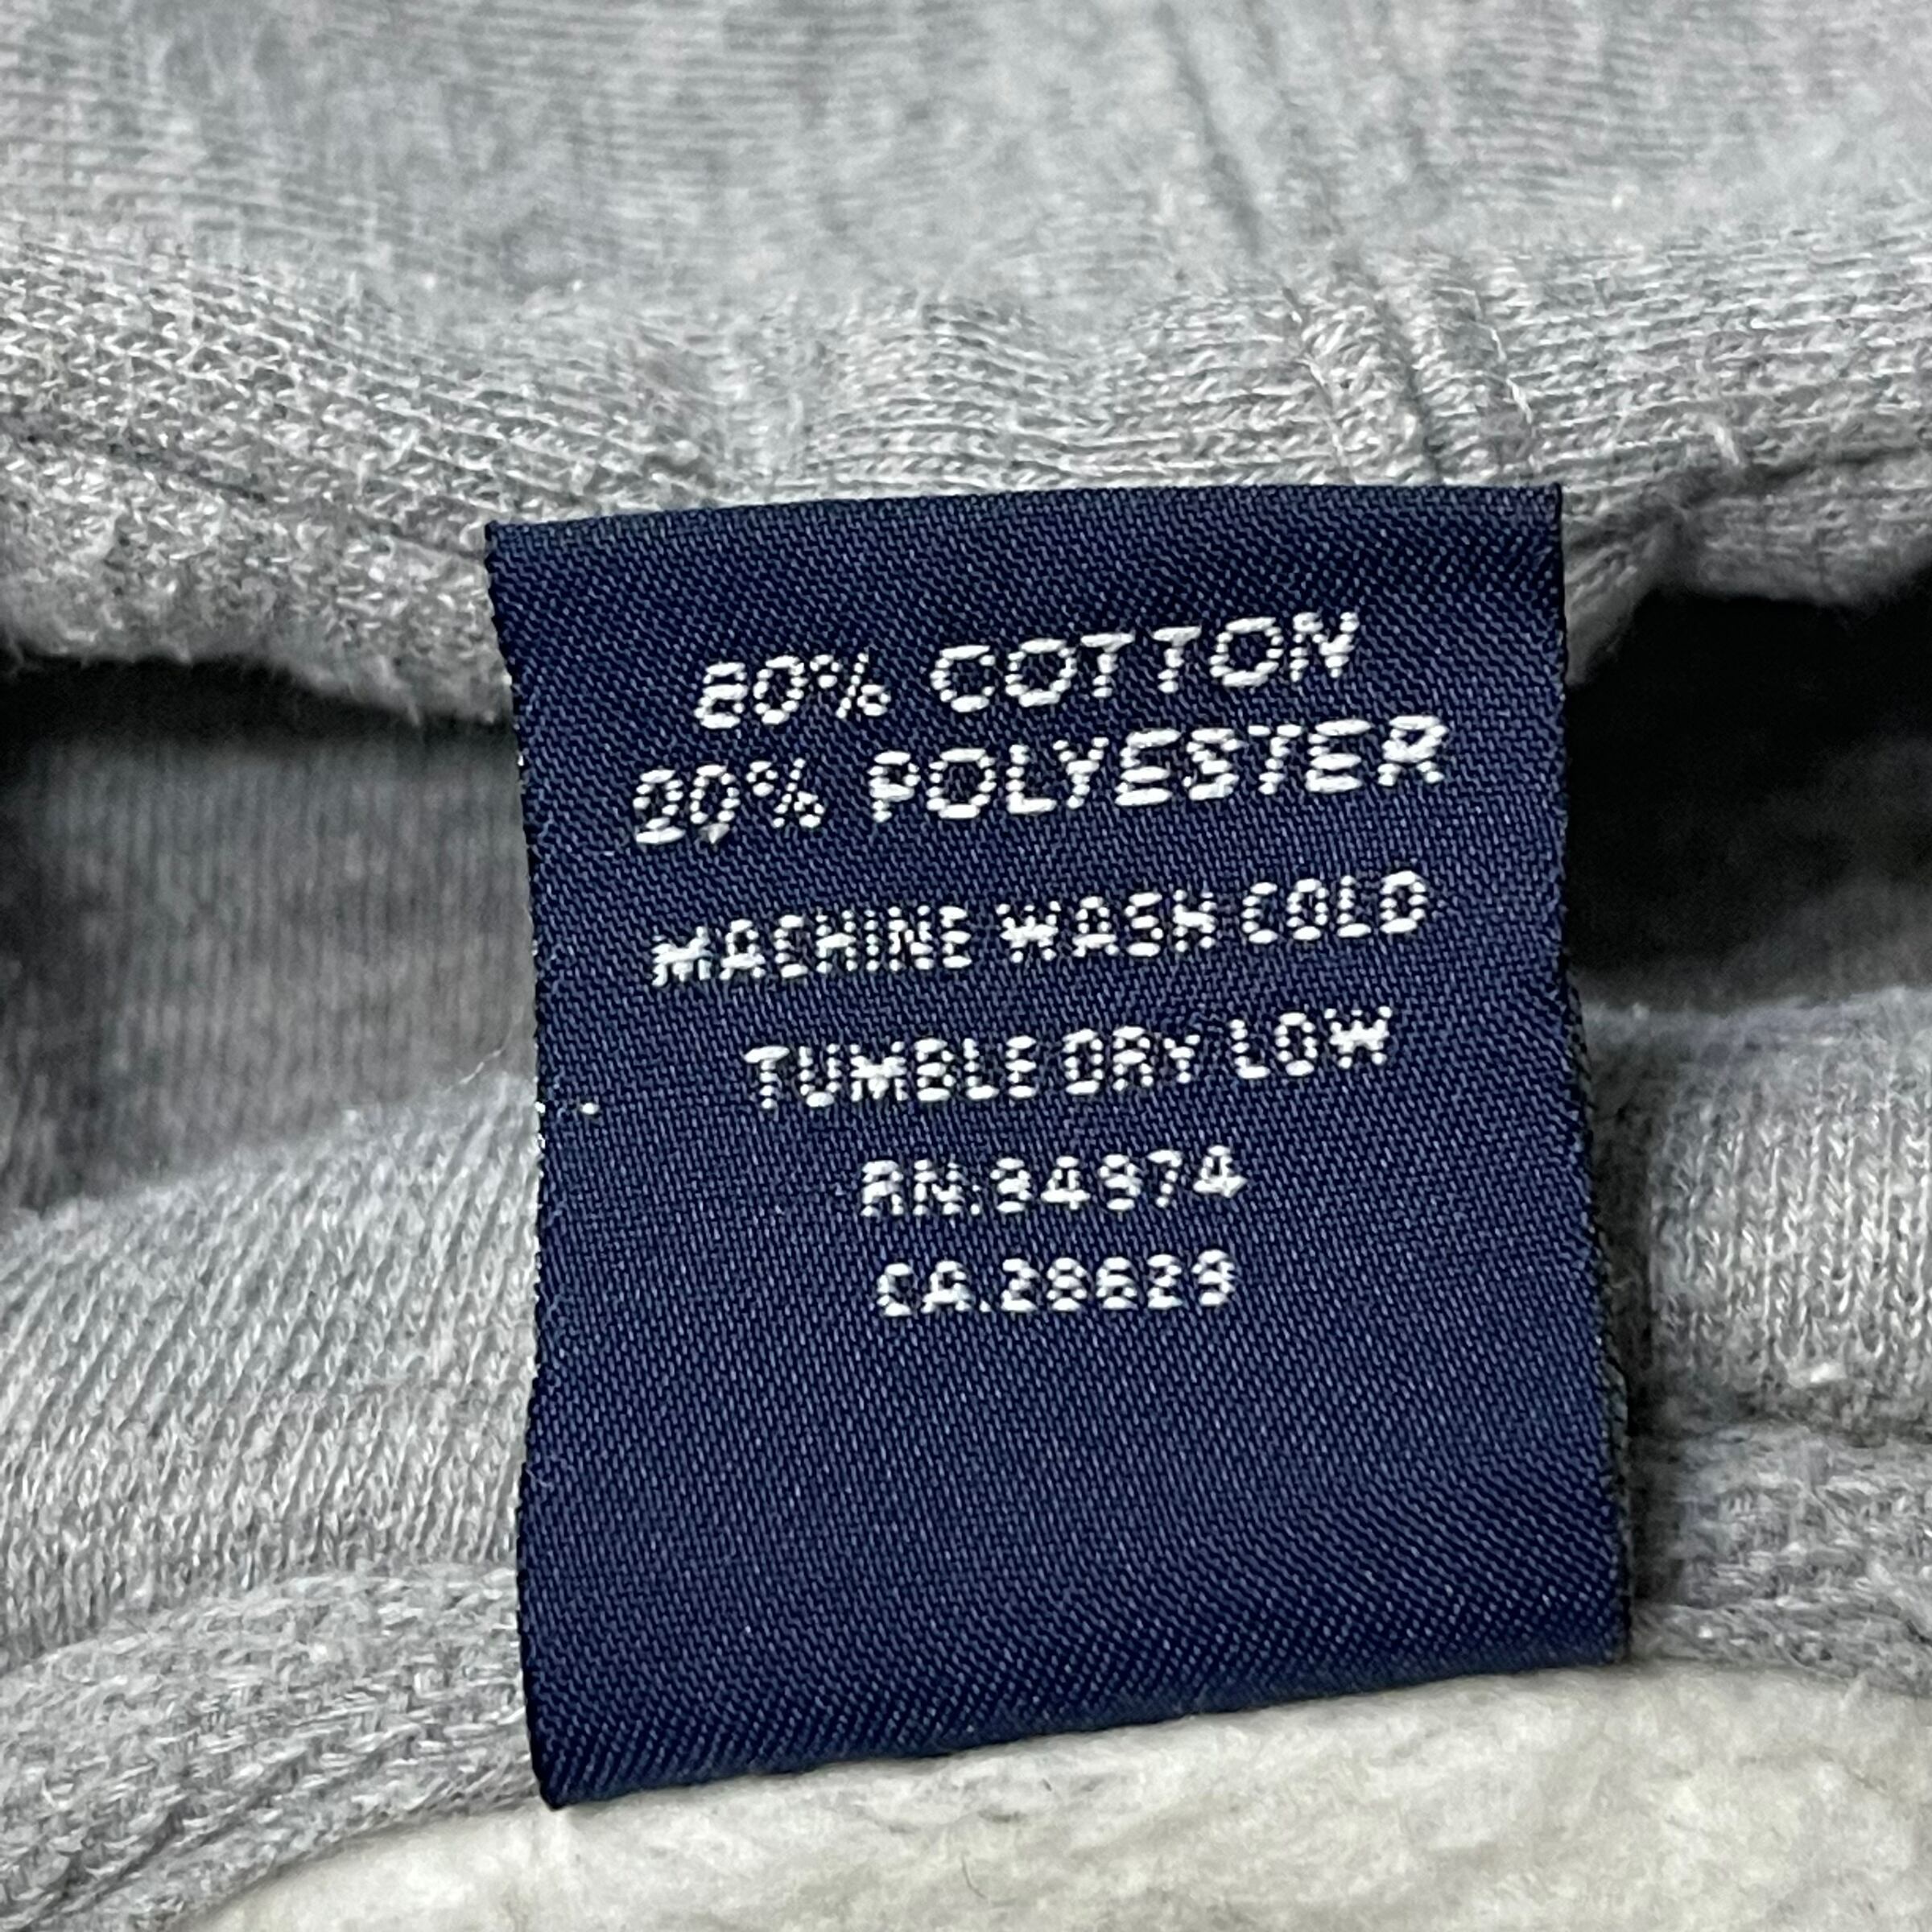 80% COTTON
20% POLYESTER
MACHINE WASH COLD
TUMBLE DRY LOW
RN:94974
CA.28629